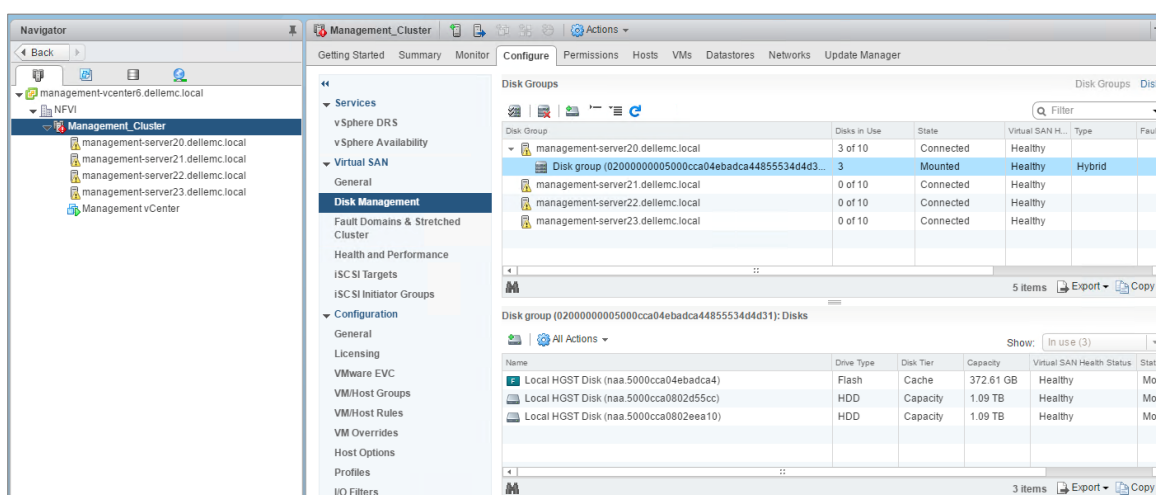 Navigator
Back
management-vcenter6.dellemc.local
NFVI
Management_Cluster
management-server20.dellemc.local
management-server21.dellemc.local
management-server22.dellemc.local
management-server23.dellemc.local
Management vCenter
Management_Cluster Actions
Getting Started Summary Monitor Configure Permissions Hosts VMs Datastores Networks Update Manager
Services
vSphere DRS
vSphere Availability
Virtual SAN
General
Disk Management
Fault Domains & Stretched
Cluster
Health and Performance
iSCSI Targets
iSCSI Initiator Groups
Configuration
General
Licensing
VMware EVC
VM/Host Groups
VM/Host Rules
VM Overrides
Host Options
Profiles
I/O Filters
Disk Groups
Disk Groups Dis
Filter
Disk Group Disks in Use State Virtual SAN H... Type Faul
management-server20.dellemc.local 3 of 10 Connected Healthy
Disk group (02000000005000cca04ebadca44855534d4d3... 3 Mounted Healthy Hybrid
management-server21.dellemc.local 0 of 10 Connected Healthy
management-server22.dellemc.local 0 of 10 Connected Healthy
management-server23.dellemc.local 0 of 10 Connected Healthy
5 items Export Copy
Disk group (02000000005000cca04ebadca44855534d4d31): Disks
All Actions
Show: In use (3)
Name Drive Type Disk Tier Capacity Virtual SAN Health Status Stat
F Local HGST Disk (naa.5000cca04ebadca4) Flash Cache 372.61 GB Healthy Mo
Local HGST Disk (naa.5000cca0802d55cc) HDD Capacity 1.09 TB Healthy Mo
Local HGST Disk (naa.5000cca0802eea10) HDD Capacity 1.09 TB Healthy Mo
3 items Export Copy